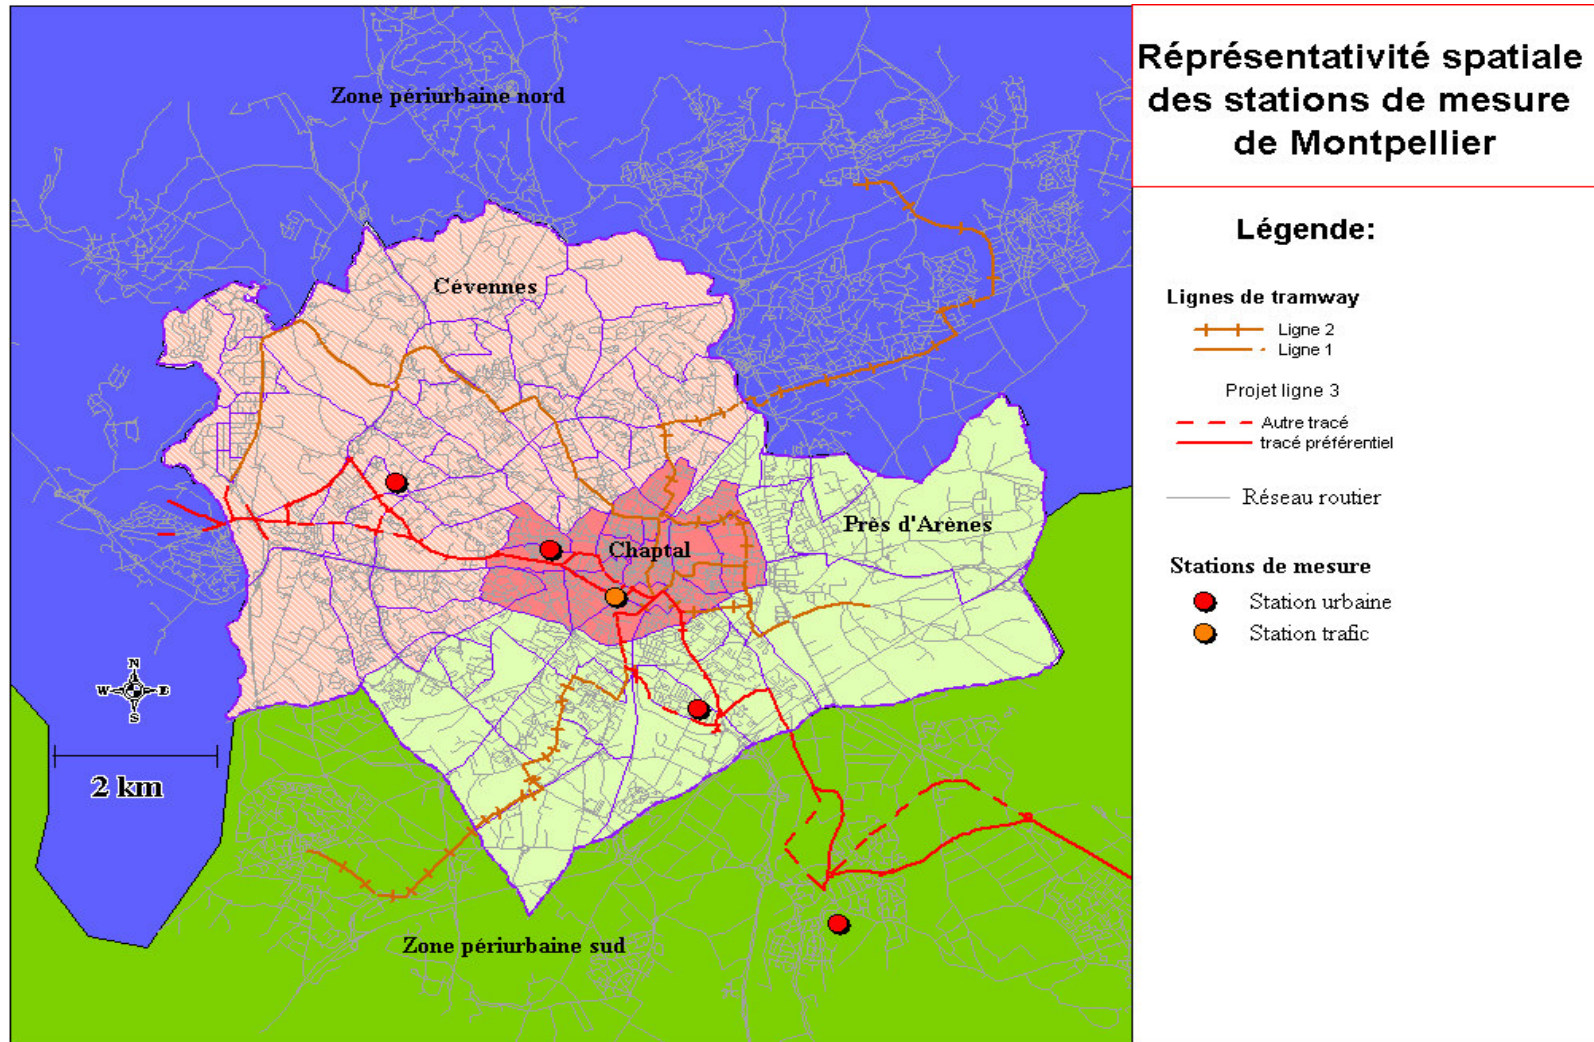 Réprésentativité spatiale
des stations de mesure
de Montpellier
Légende:
Lignes de tramway
Ligne 2
Ligne 1
Projet ligne 3
Autre tracé
tracé préférentiel
Réseau routier
Stations de mesure
Station urbaine
Station trafic
Zone périurbaine nord
Cévennes
Près d'Arènes
Chaptal
N
W E
S
2 km
Zone périurbaine sud